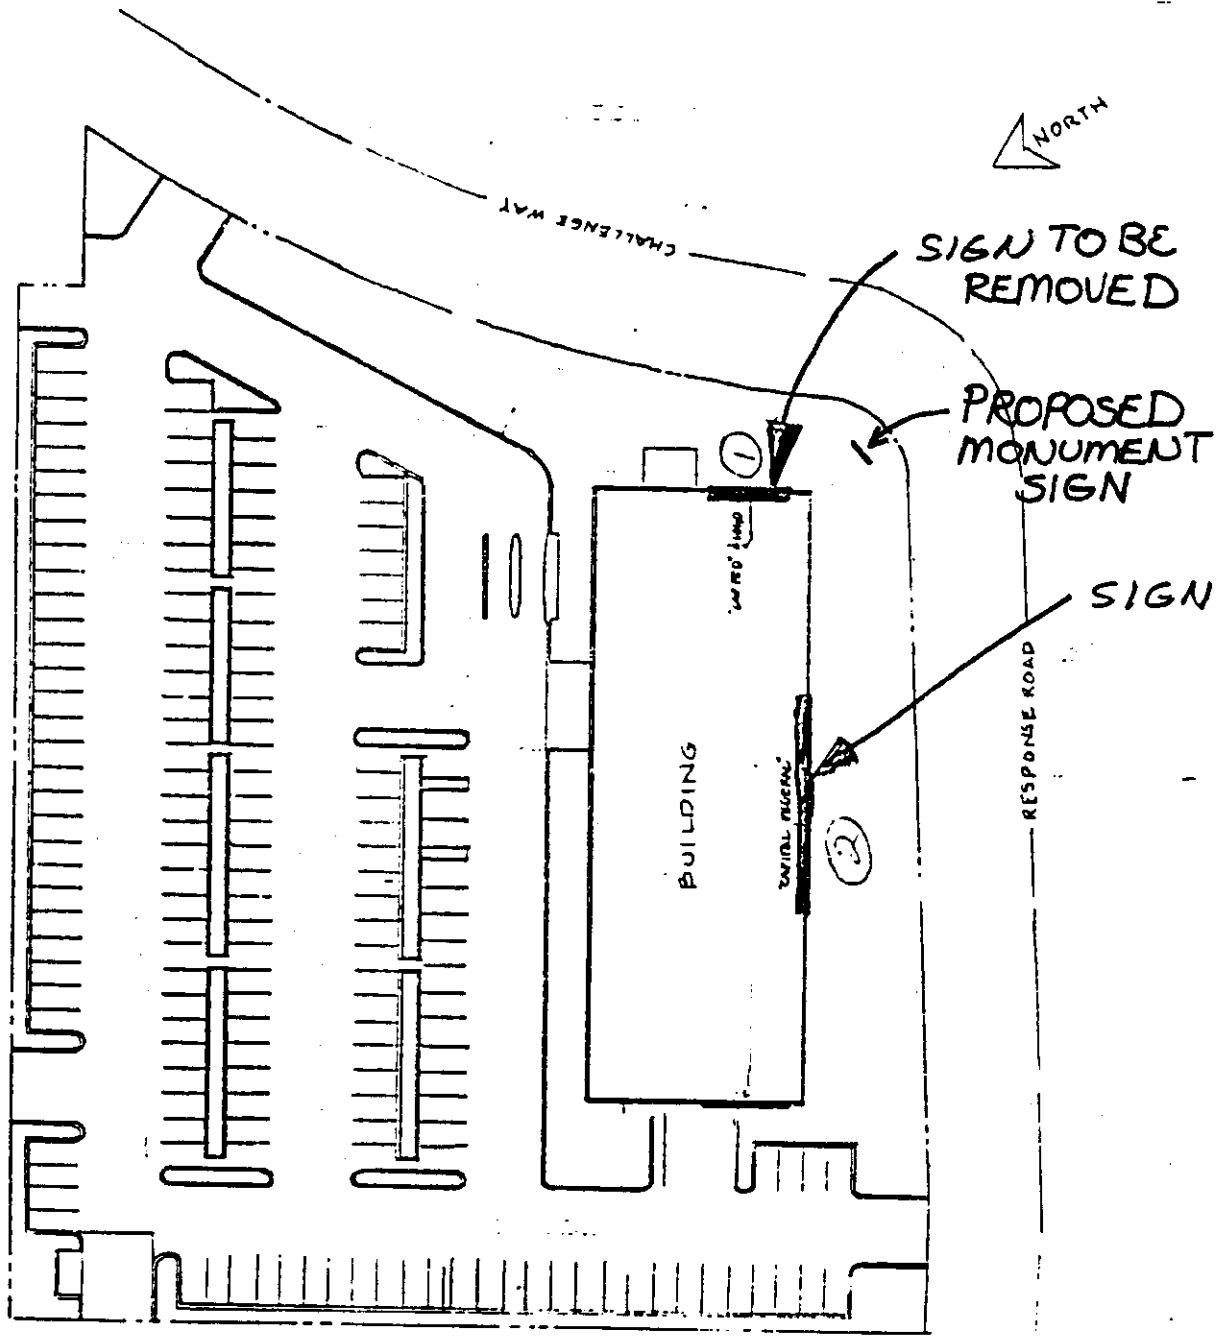 NORTH
CHALLENGE WAY
SIGN TO BE
REMOVED
PROPOSED
MONUMENT
SIGN
1
SIGN
RESPONSE ROAD
BUILDING
2